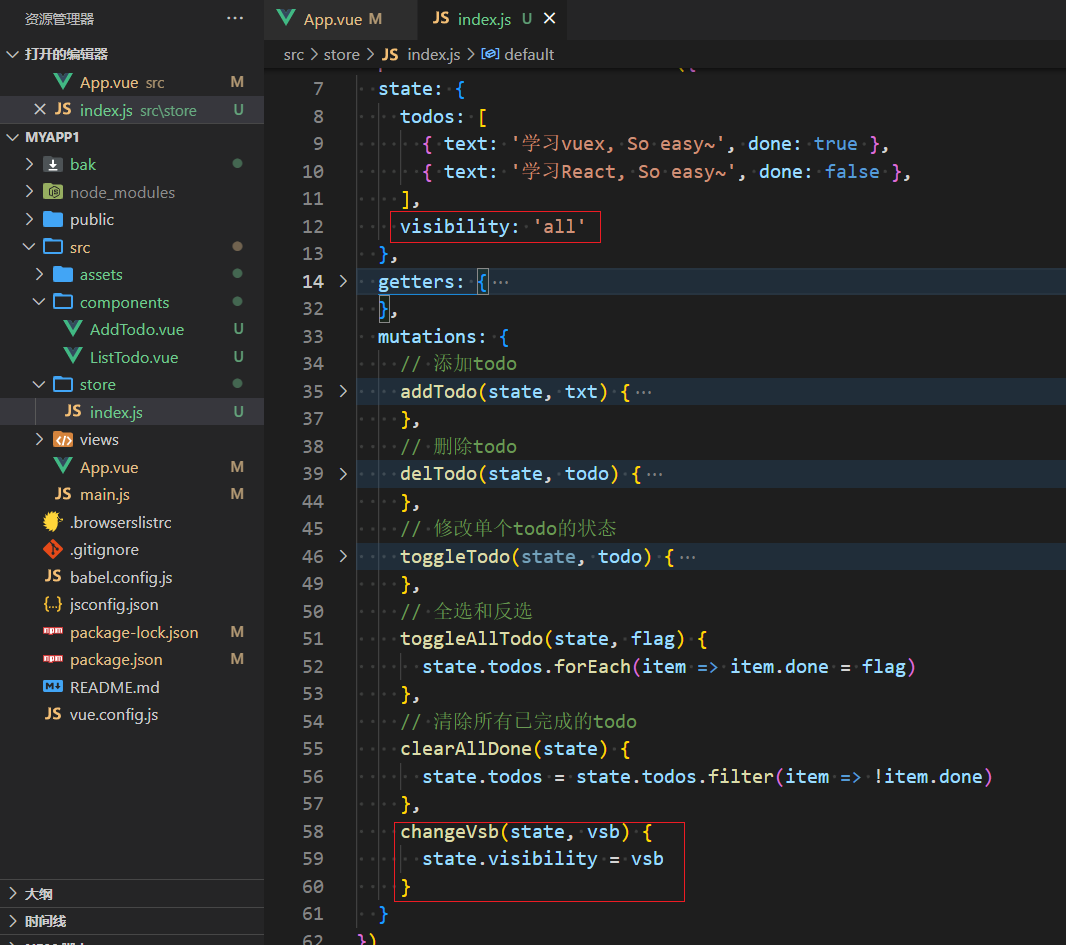 资源管理器 ···
打开的编辑器
App.vue src M
index.js src\store U
MYAPP1
bak
node_modules
public
src
assets
components
AddTodo.vue U
ListTodo.vue U
store
index.js U
views
App.vue M
main.js M
.browserslistrc
.gitignore
babel.config.js
jsconfig.json
package-lock.json M
package.json M
README.md
vue.config.js
大纲
时间线
App.vue M
JS index.js U ×
src > store > JS index.js > default
7 state: {
8 todos: [
9 { text: '学习vuex, So easy~', done: true },
10 { text: '学习React, So easy~', done: false },
11 ],
12 visibility: 'all'
13 },
14 getters: {···
32 },
33 mutations: {
34 // 添加todo
35 addTodo(state, txt) {···
37 },
38 // 删除todo
39 delTodo(state, todo) {···
44 },
45 // 修改单个todo的状态
46 toggleTodo(state, todo) {···
49 },
50 // 全选和反选
51 toggleAllTodo(state, flag) {
52 state.todos.forEach(item => item.done = flag)
53 },
54 // 清除所有已完成的todo
55 clearAllDone(state) {
56 state.todos = state.todos.filter(item => !item.done)
57 },
58 changeVsb(state, vsb) {
59 state.visibility = vsb
60 }
61 }
62 })